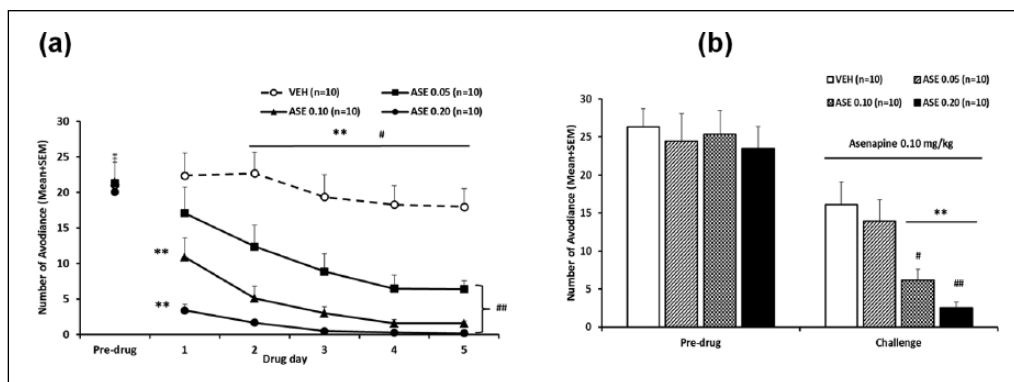 (a)
VEH (n=10) ASE 0.05 (n=10)
ASE 0.10 (n=10) ASE 0.20 (n=10)
** #
Number of Avodiance (Mean+SEM)
30
25
20
15
10
5
0
**
**
##
Pre-drug 1 2 3 4 5
Drug day
(b)
VEH (n=10) ASE 0.05 (n=10)
ASE 0.10 (n=10) ASE 0.20 (n=10)
Number of Avodiance (Mean+SEM)
30
25
20
15
10
5
0
Asenapine 0.10 mg/kg
**
#
##
Pre-drug Challenge